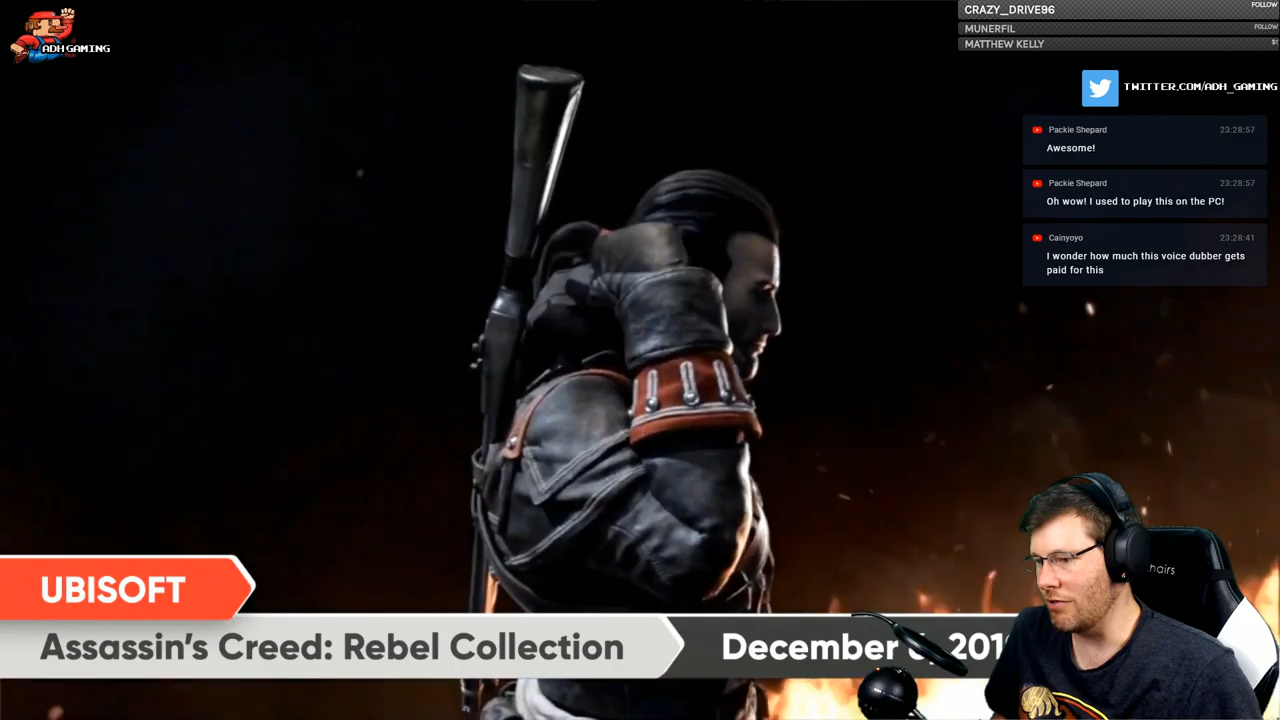 ADH GAMING
CRAZY_DRIVE96 FOLLOW
MUNERFIL FOLLOW
MATTHEW KELLY $1
TWITTER.COM/ADH_GAMING
Packie Shepard 23:28:57
Awesome!
Packie Shepard 23:28:57
Oh wow! I used to play this on the PC!
Cainyoyo 23:28:41
I wonder how much this voice dubber gets
paid for this
hairs
UBISOFT
Assassin's Creed: Rebel Collection
December